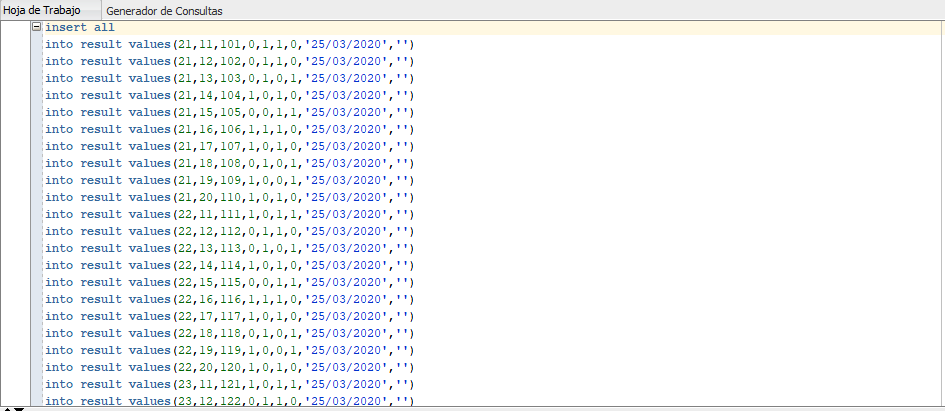 Hoja de Trabajo Generador de Consultas
insert all
into result values(21,11,101,0,1,1,0,'25/03/2020','')
into result values(21,12,102,0,1,1,0,'25/03/2020','')
into result values(21,13,103,0,1,0,1,'25/03/2020','')
into result values(21,14,104,1,0,1,0,'25/03/2020','')
into result values(21,15,105,0,0,1,1,'25/03/2020','')
into result values(21,16,106,1,1,1,0,'25/03/2020','')
into result values(21,17,107,1,0,1,0,'25/03/2020','')
into result values(21,18,108,0,1,0,1,'25/03/2020','')
into result values(21,19,109,1,0,0,1,'25/03/2020','')
into result values(21,20,110,1,0,1,0,'25/03/2020','')
into result values(22,11,111,1,0,1,1,'25/03/2020','')
into result values(22,12,112,0,1,1,0,'25/03/2020','')
into result values(22,13,113,0,1,0,1,'25/03/2020','')
into result values(22,14,114,1,0,1,0,'25/03/2020','')
into result values(22,15,115,0,0,1,1,'25/03/2020','')
into result values(22,16,116,1,1,1,0,'25/03/2020','')
into result values(22,17,117,1,0,1,0,'25/03/2020','')
into result values(22,18,118,0,1,0,1,'25/03/2020','')
into result values(22,19,119,1,0,0,1,'25/03/2020','')
into result values(22,20,120,1,0,1,0,'25/03/2020','')
into result values(23,11,121,1,0,1,1,'25/03/2020','')
into result values(23,12,122,0,1,1,0,'25/03/2020','')